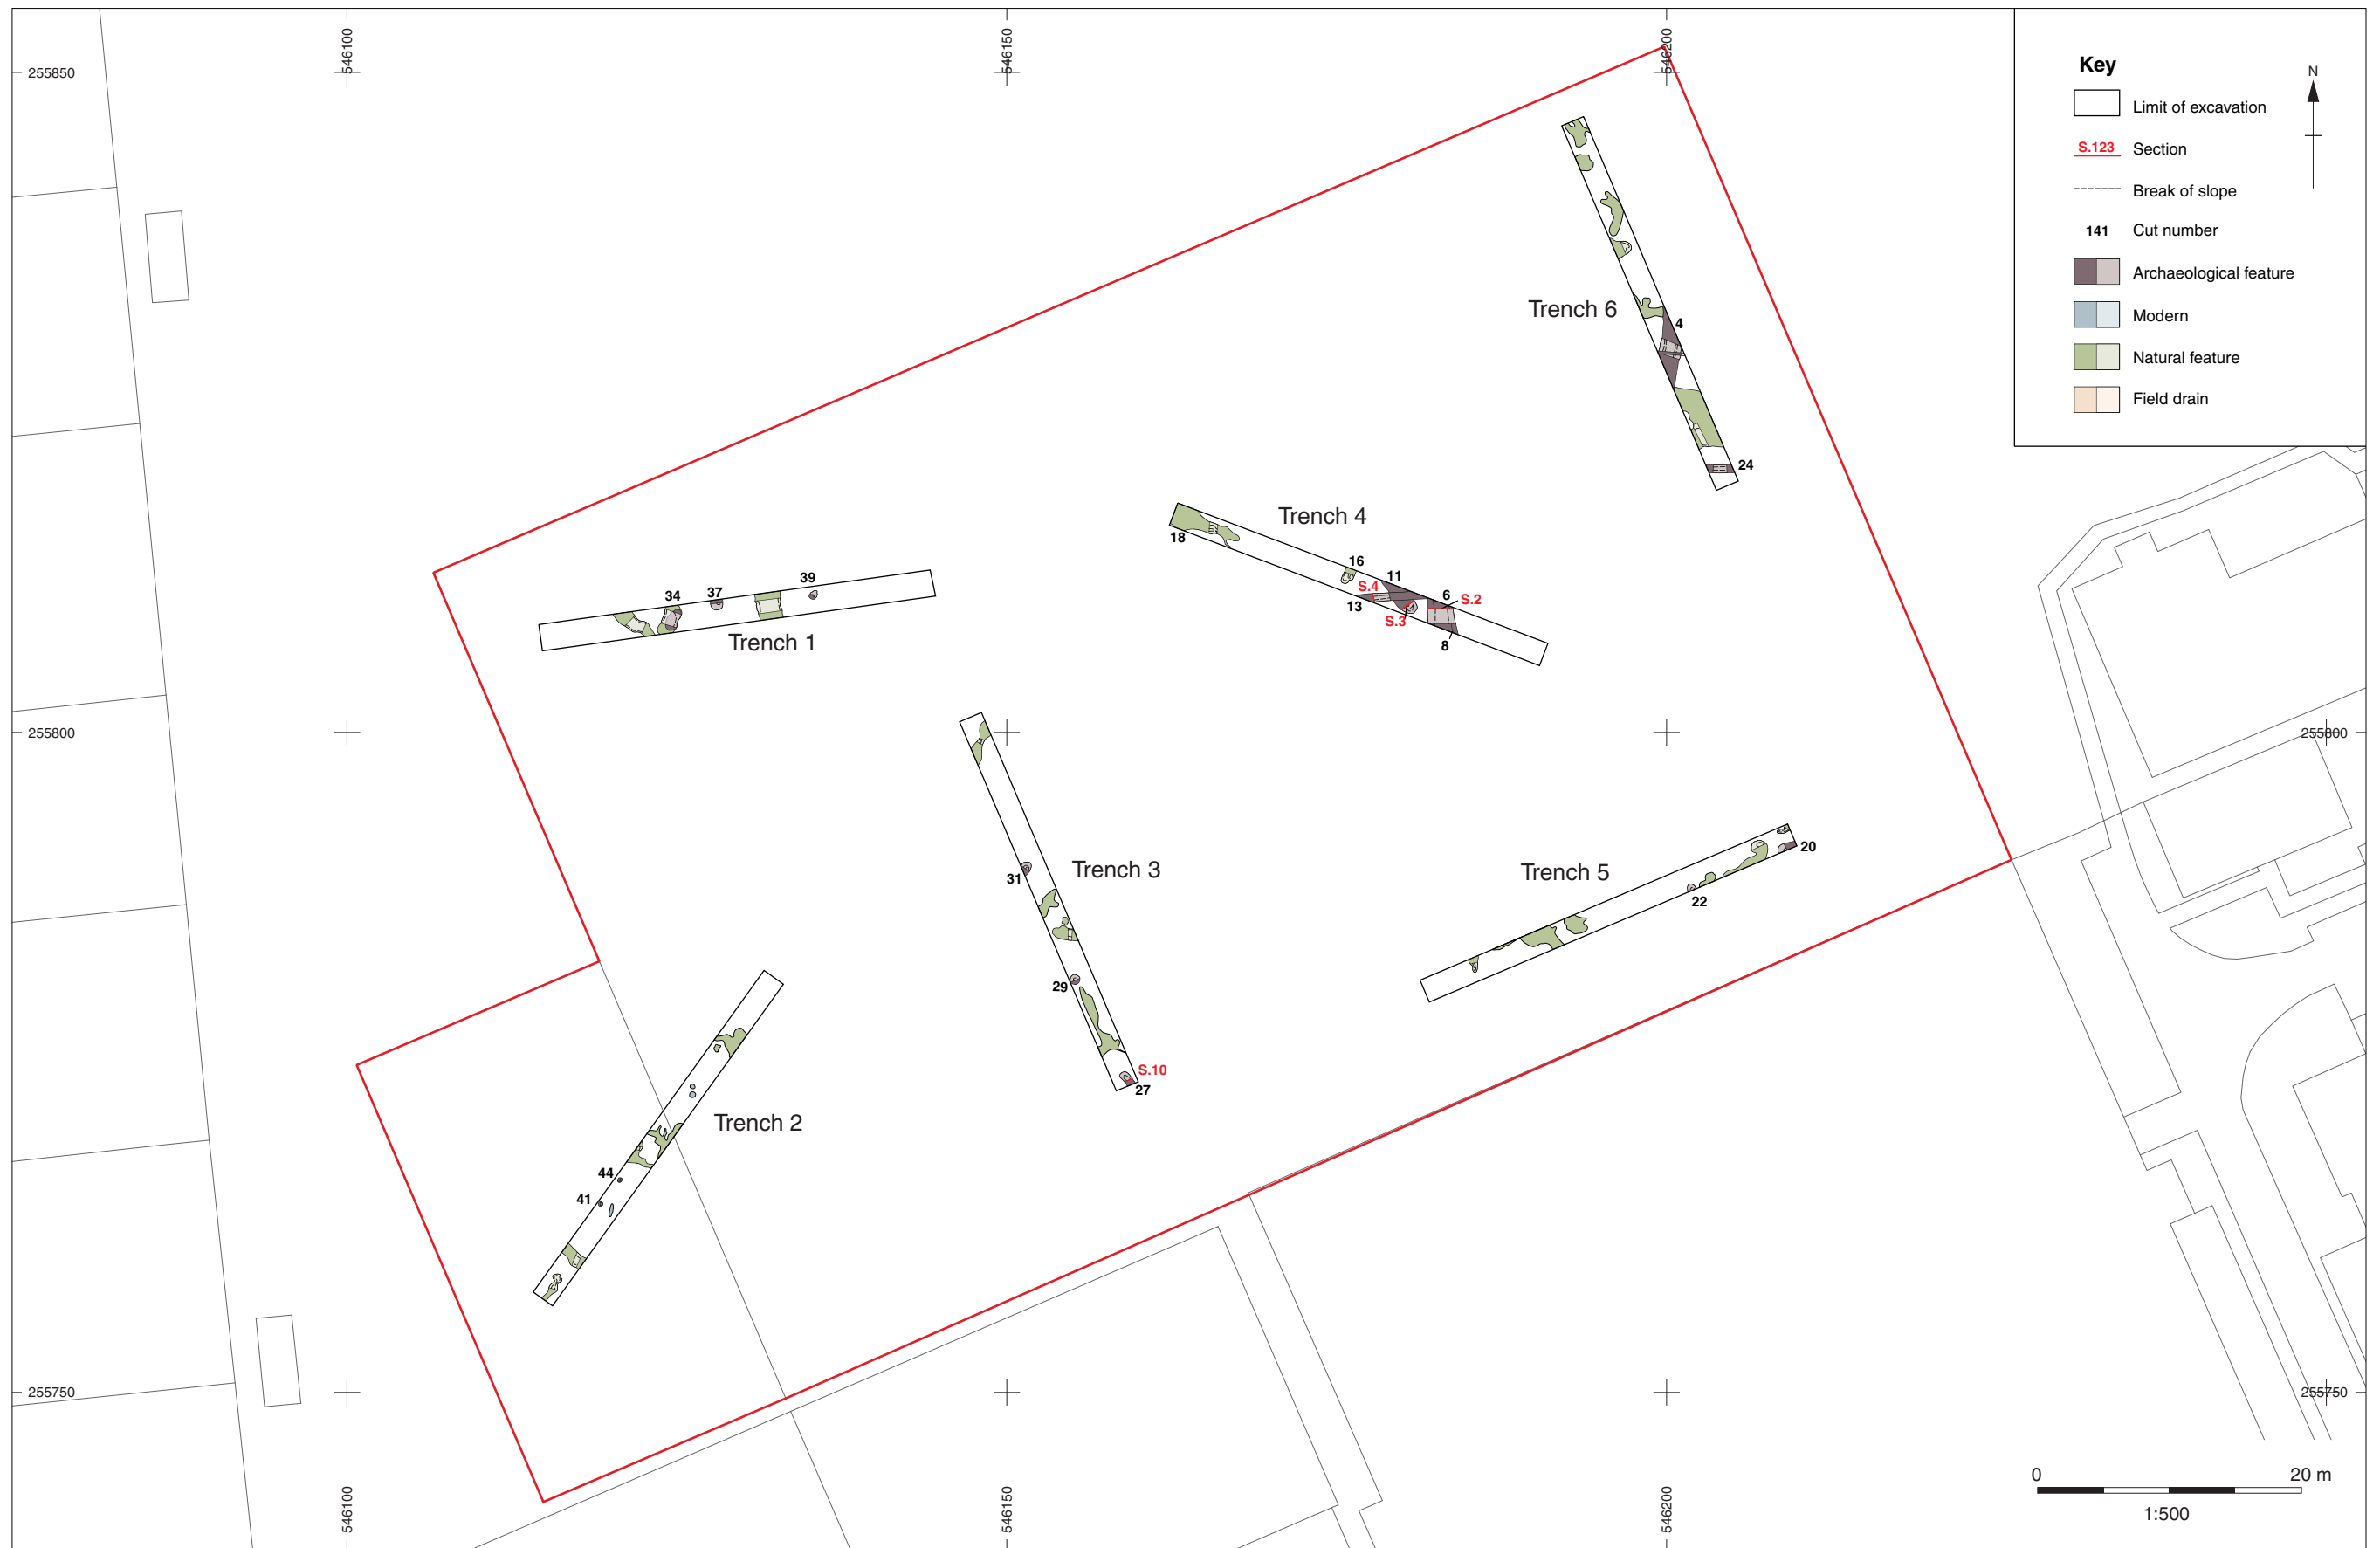 546100
546150
546200
255850
Key
N
Limit of excavation
S.123 Section
Break of slope
141 Cut number
Archaeological feature
Modern
Natural feature
Field drain
Trench 6
4
24
Trench 4
18
16
11
S.4
6
S.2
13
S.3
8
39
37
34
Trench 1
255800
255800
Trench 3
31
29
S.10
27
Trench 5
20
22
Trench 2
44
41
255750
255750
0 20 m
1:500
546100
546150
546200